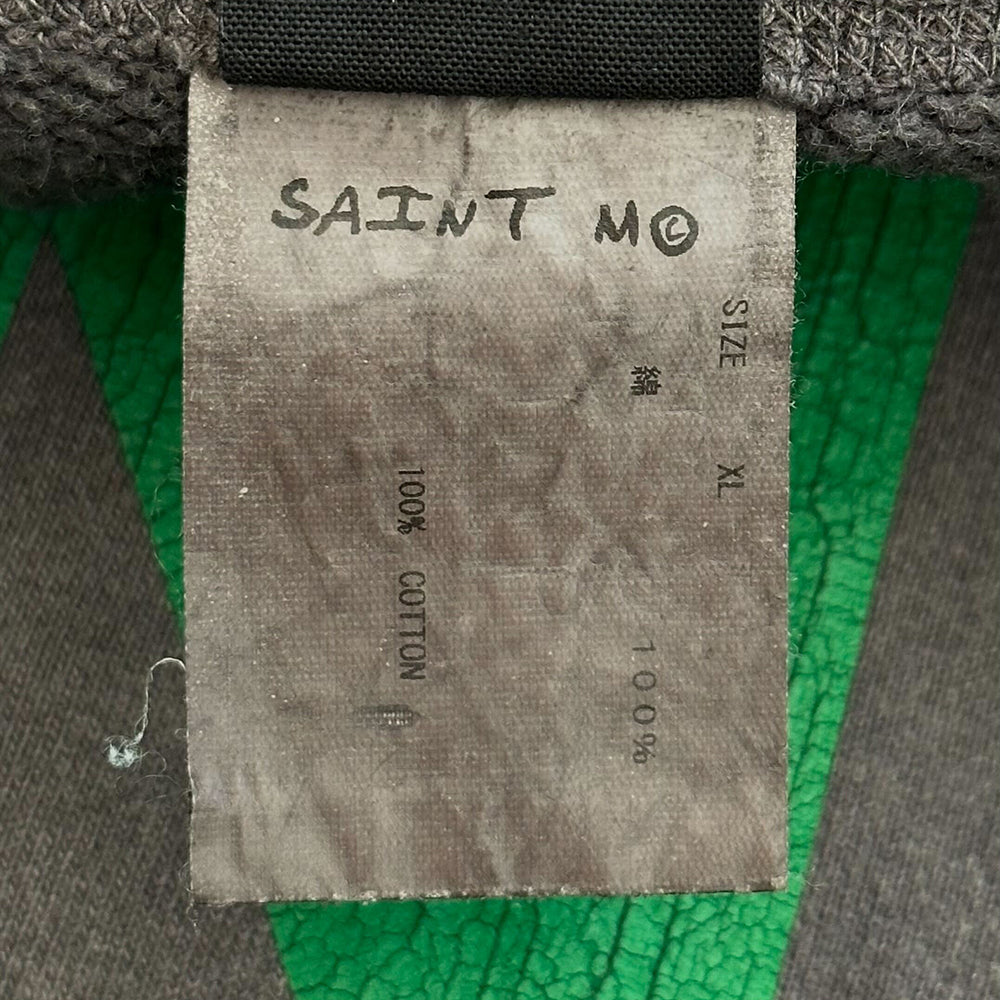 SAINT M©
SIZE XL
綿 100%
100% COTTON